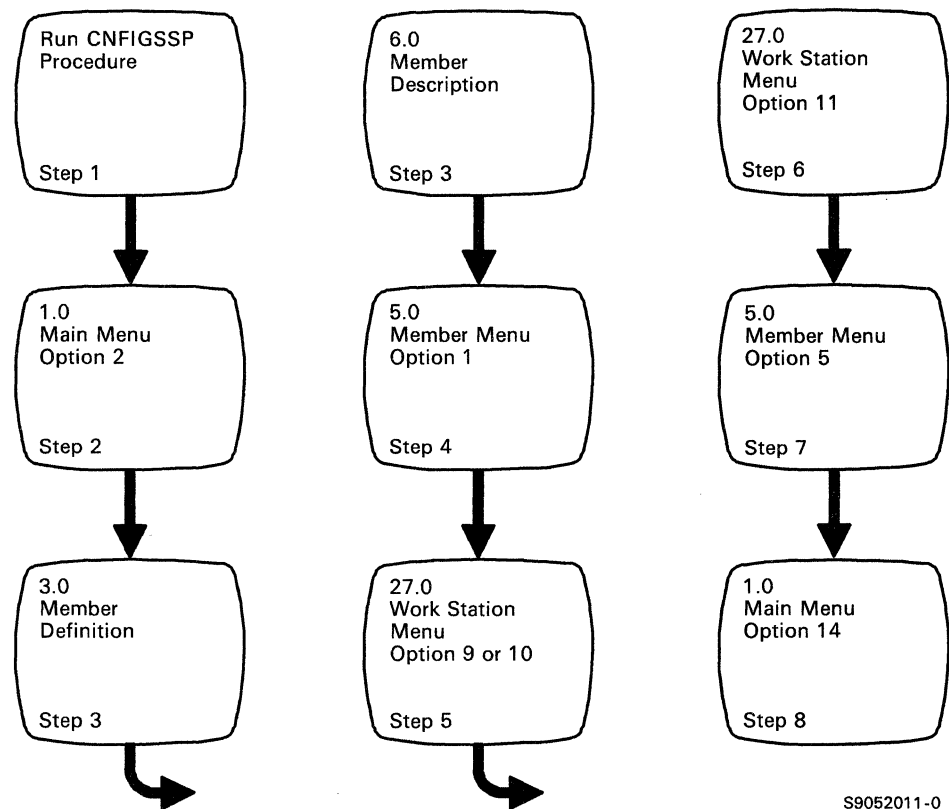 Run CNFIGSSP
Procedure
Step 1
1.0
Main Menu
Option 2
Step 2
3.0
Member
Definition
Step 3
6.0
Member
Description
Step 3
5.0
Member Menu
Option 1
Step 4
27.0
Work Station
Menu
Option 9 or 10
Step 5
27.0
Work Station
Menu
Option 11
Step 6
5.0
Member Menu
Option 5
Step 7
1.0
Main Menu
Option 14
Step 8
S9052011-0